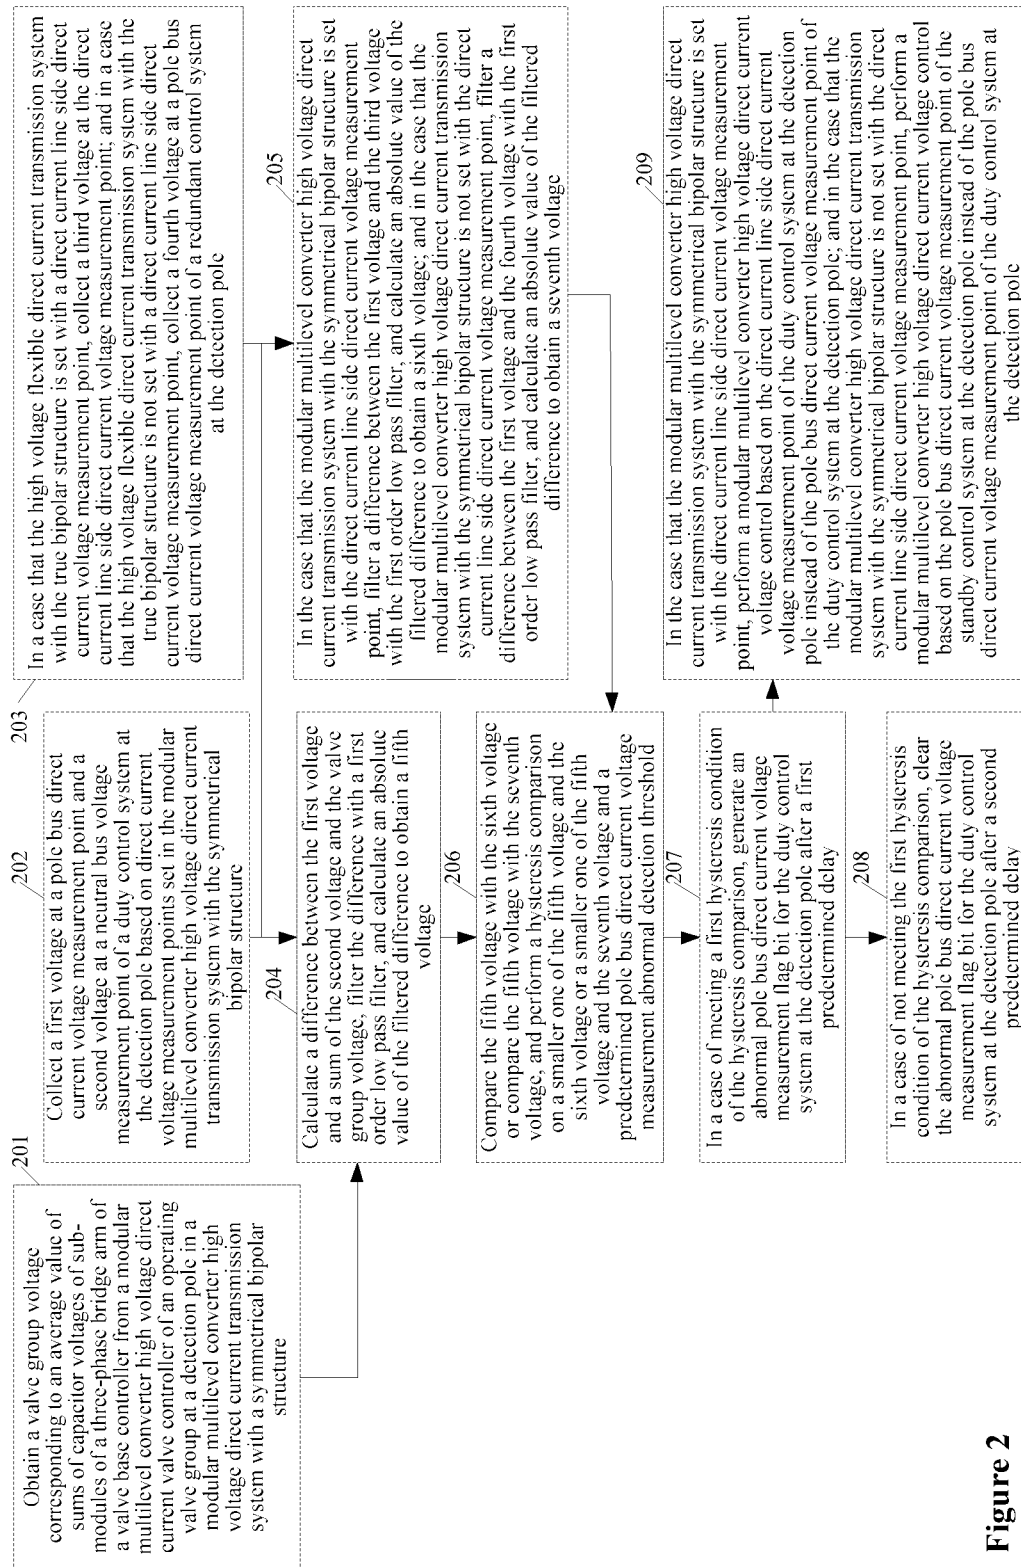 201
Obtain a valve group voltage
corresponding to an average value of
sums of capacitor voltages of sub-
modules of a three-phase bridge arm of
a valve base controller from a modular
multilevel converter high voltage direct
current valve controller of an operating
valve group at a detection pole in a
modular multilevel converter high
voltage direct current transmission
system with a symmetrical bipolar
structure
202
Collect a first voltage at a pole bus direct
current voltage measurement point and a
second voltage at a neutral bus voltage
measurement point of a duty control system at
the detection pole based on direct current
voltage measurement points set in the modular
multilevel converter high voltage direct current
transmission system with the symmetrical
bipolar structure
203
In a case that the high voltage flexible direct current transmission system
with the true bipolar structure is set with a direct current line side direct
current voltage measurement point, collect a third voltage at the direct
current line side direct current voltage measurement point; and in a case
that the high voltage flexible direct current transmission system with the
true bipolar structure is not set with a direct current line side direct
current voltage measurement point, collect a fourth voltage at a pole bus
direct current voltage measurement point of a redundant control system
at the detection pole
204
Calculate a difference between the first voltage
and a sum of the second voltage and the valve
group voltage, filter the difference with a first
order low pass filter, and calculate an absolute
value of the filtered difference to obtain a fifth
voltage
205
In the case that the modular multilevel converter high voltage direct
current transmission system with the symmetrical bipolar structure is set
with the direct current line side direct current voltage measurement
point, filter a difference between the first voltage and the third voltage
with the first order low pass filter, and calculate an absolute value of the
filtered difference to obtain a sixth voltage; and in the case that the
modular multilevel converter high voltage direct current transmission
system with the symmetrical bipolar structure is not set with the direct
current line side direct current voltage measurement point, filter a
difference between the first voltage and the fourth voltage with the first
order low pass filter, and calculate an absolute value of the filtered
difference to obtain a seventh voltage
206
Compare the fifth voltage with the sixth voltage
or compare the fifth voltage with the seventh
voltage, and perform a hysteresis comparison
on a smaller one of the fifth voltage and the
sixth voltage or a smaller one of the fifth
voltage and the seventh voltage and a
predetermined pole bus direct current voltage
measurement abnormal detection threshold
207
In a case of meeting a first hysteresis condition
of the hysteresis comparison, generate an
abnormal pole bus direct current voltage
measurement flag bit for the duty control
system at the detection pole after a first
predetermined delay
208
In a case of not meeting the first hysteresis
condition of the hysteresis comparison, clear
the abnormal pole bus direct current voltage
measurement flag bit for the duty control
system at the detection pole after a second
predetermined delay
209
In the case that the modular multilevel converter high voltage direct
current transmission system with the symmetrical bipolar structure is set
with the direct current line side direct current voltage measurement
point, perform a modular multilevel converter high voltage direct current
voltage control based on the direct current line side direct current
voltage measurement point of the duty control system at the detection
pole instead of the pole bus direct current voltage measurement point of
the duty control system at the detection pole; and in the case that the
modular multilevel converter high voltage direct current transmission
system with the symmetrical bipolar structure is not set with the direct
current line side direct current voltage measurement point, perform a
modular multilevel converter high voltage direct current voltage control
based on the pole bus direct current voltage measurement point of the
standby control system at the detection pole instead of the pole bus
direct current voltage measurement point of the duty control system at
the detection pole
Figure 2